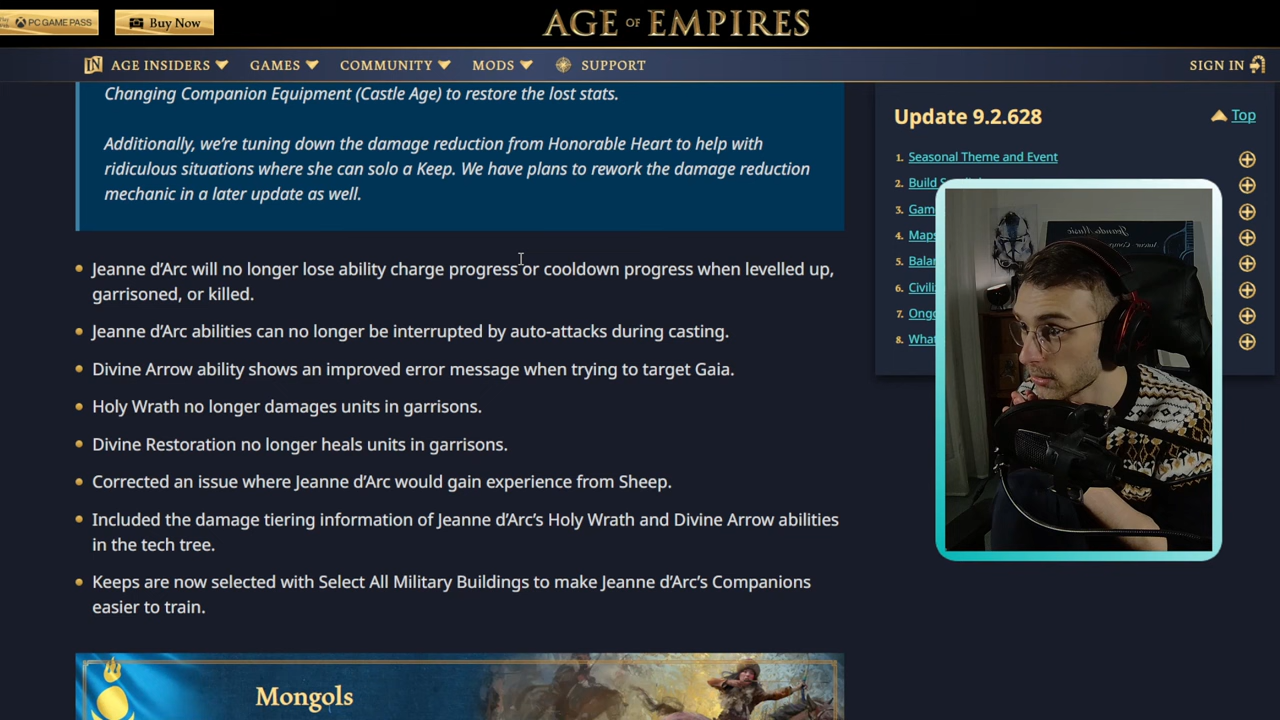 PC GAME PASS
Buy Now
AGE OF EMPIRES
AGE INSIDERS
GAMES
COMMUNITY
MODS
SUPPORT
SIGN IN
Changing Companion Equipment (Castle Age) to restore the lost stats.
Additionally, we're tuning down the damage reduction from Honorable Heart to help with
ridiculous situations where she can solo a Keep. We have plans to rework the damage reduction
mechanic in a later update as well.
Jeanne d'Arc will no longer lose ability charge progress or cooldown progress when levelled up,
garrisoned, or killed.
Jeanne d'Arc abilities can no longer be interrupted by auto-attacks during casting.
Divine Arrow ability shows an improved error message when trying to target Gaia.
Holy Wrath no longer damages units in garrisons.
Divine Restoration no longer heals units in garrisons.
Corrected an issue where Jeanne d'Arc would gain experience from Sheep.
Included the damage tiering information of Jeanne d'Arc's Holy Wrath and Divine Arrow abilities
in the tech tree.
Keeps are now selected with Select All Military Buildings to make Jeanne d'Arc's Companions
easier to train.
Mongols
Update 9.2.628
Top
1. Seasonal Theme and Event
2. Build
3. Gam
4. Maps
5. Balan
6. Civili
7. Ongo
8. What